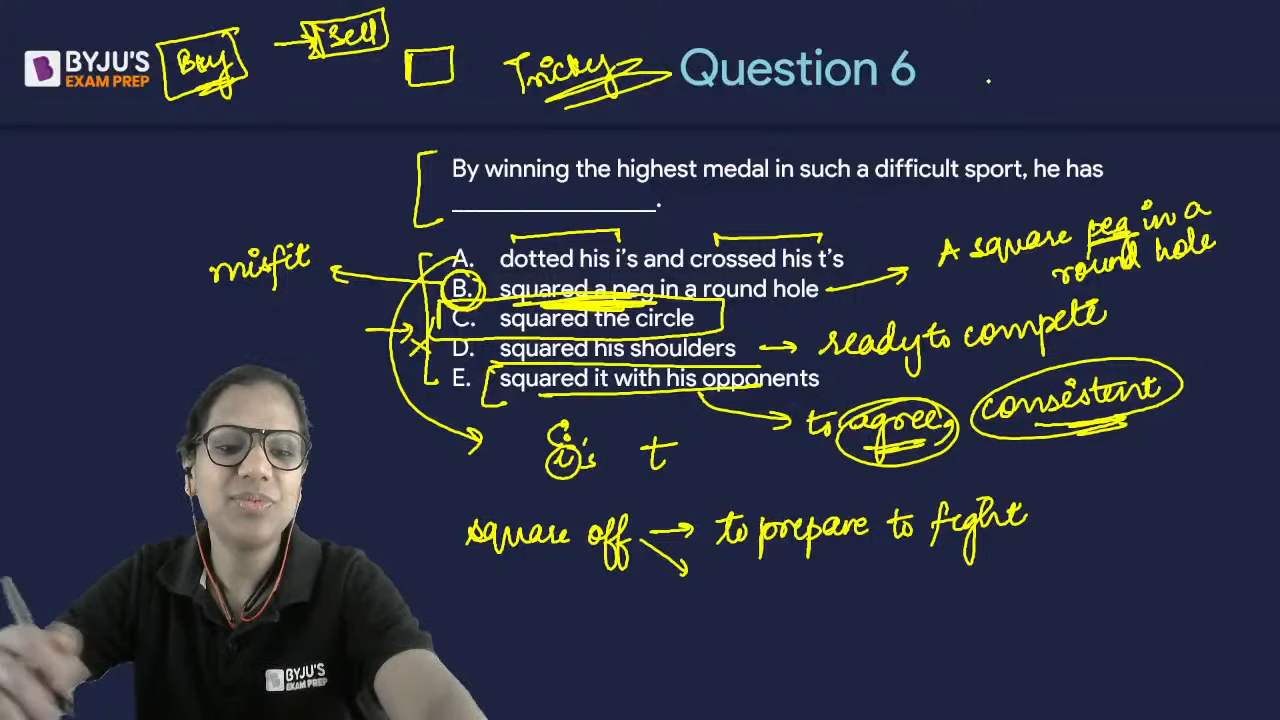 BYJU'S
EXAM PREP
Buy
Sell
Tricky
Question 6
By winning the highest medal in such a difficult sport, he has
_________________.
A. dotted his i's and crossed his t's
B. squared a peg in a round hole
C. squared the circle
D. squared his shoulders
E. squared it with his opponents
misfit
A square peg in a
round hole
ready to compete
to agree, consistent
i's t
square off → to prepare to fight
BYJU'S
EXAM PREP